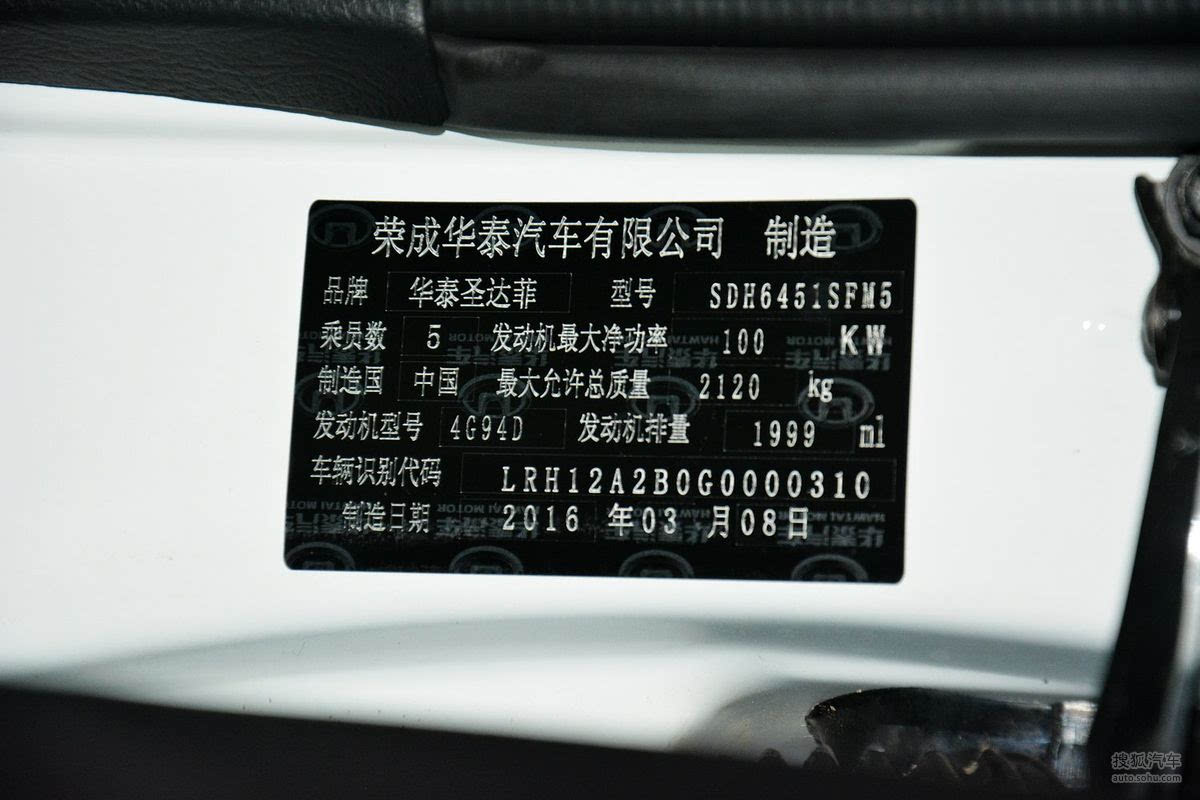 荣成华泰汽车有限公司 制造
品牌 华泰圣达菲 型号 SDH6451SFM5
乘员数 5 发动机最大净功率 100 KW
制造国 中国 最大允许总质量 2120 kg
发动机型号 4G94D 发动机排量 1999 ml
车辆识别代码 LRH12A2B0G0000310
制造日期 2016 年03 月08日
搜狐汽车
auto.sohu.com